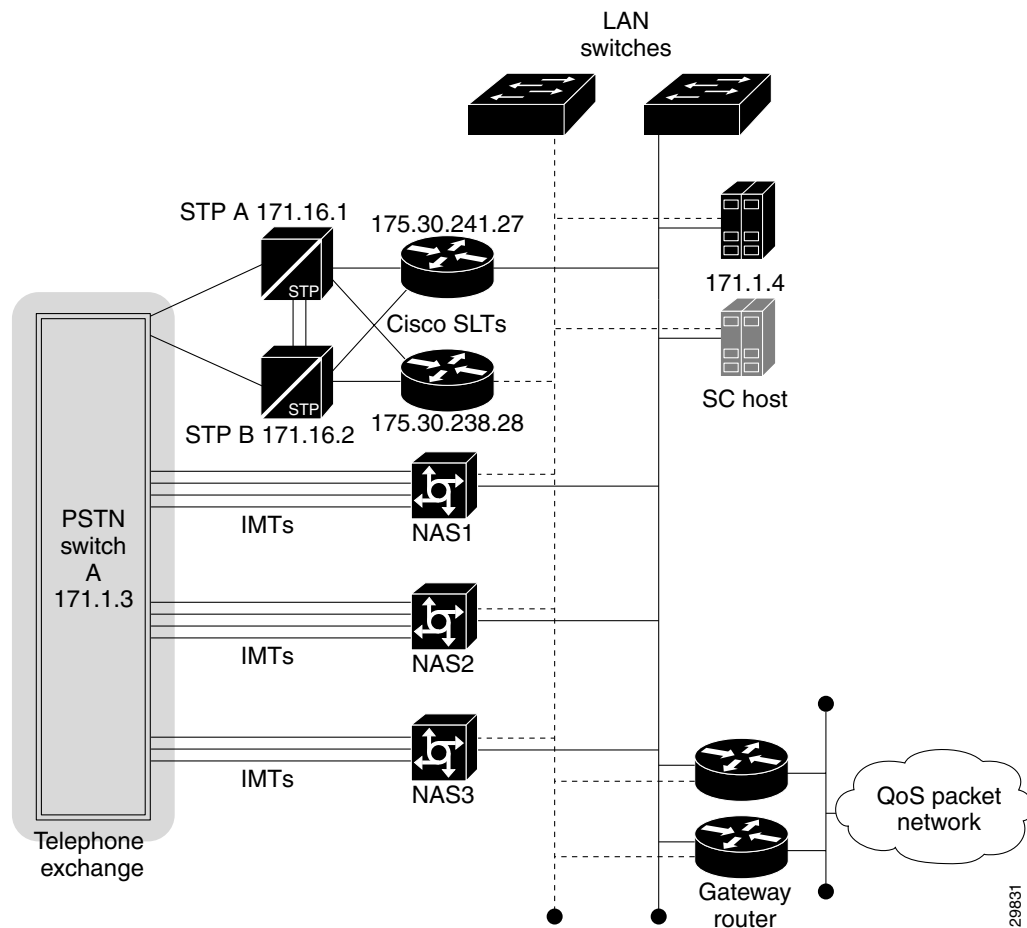 LAN
switches
STP A 171.16.1
175.30.241.27
STP
171.1.4
Cisco SLTs
STP
SC host
175.30.238.28
STP B 171.16.2
PSTN
switch
A
171.1.3
IMTs
NAS1
IMTs
NAS2
IMTs
NAS3
QoS packet
network
Telephone
exchange
Gateway
router
29831